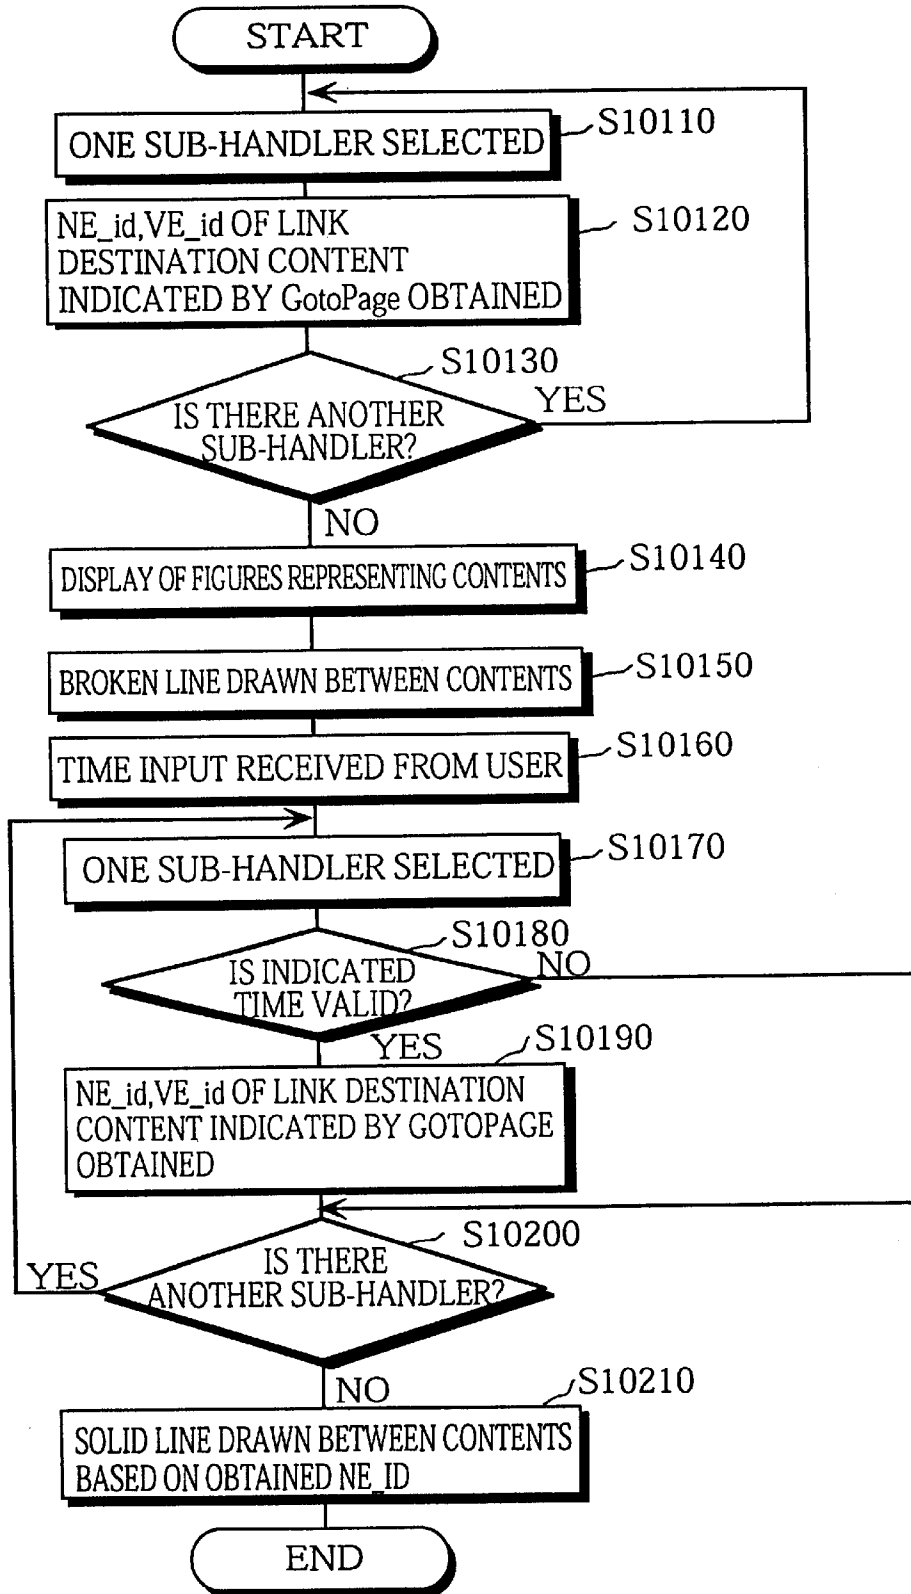 START
ONE SUB-HANDLER SELECTED
S10110
NE_id,VE_id OF LINK
DESTINATION CONTENT
INDICATED BY GotoPage OBTAINED
S10120
S10130
IS THERE ANOTHER
SUB-HANDLER?
YES
NO
DISPLAY OF FIGURES REPRESENTING CONTENTS
S10140
BROKEN LINE DRAWN BETWEEN CONTENTS
S10150
TIME INPUT RECEIVED FROM USER
S10160
ONE SUB-HANDLER SELECTED
S10170
S10180
IS INDICATED
TIME VALID?
NO
YES
S10190
NE_id,VE_id OF LINK DESTINATION
CONTENT INDICATED BY GOTOPAGE
OBTAINED
S10200
IS THERE
ANOTHER SUB-HANDLER?
YES
NO
S10210
SOLID LINE DRAWN BETWEEN CONTENTS
BASED ON OBTAINED NE_ID
END